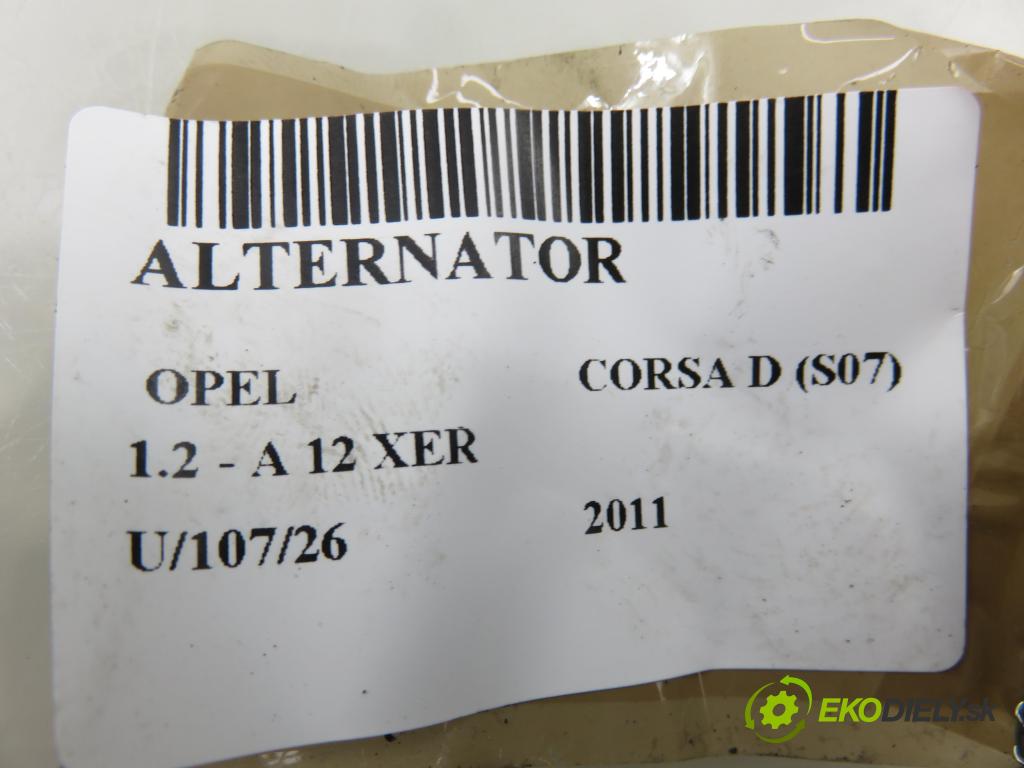 ALTERNATOR
OPEL CORSA D (S07)
1.2 - A 12 XER
U/107/26 2011
EKODIELY.sk